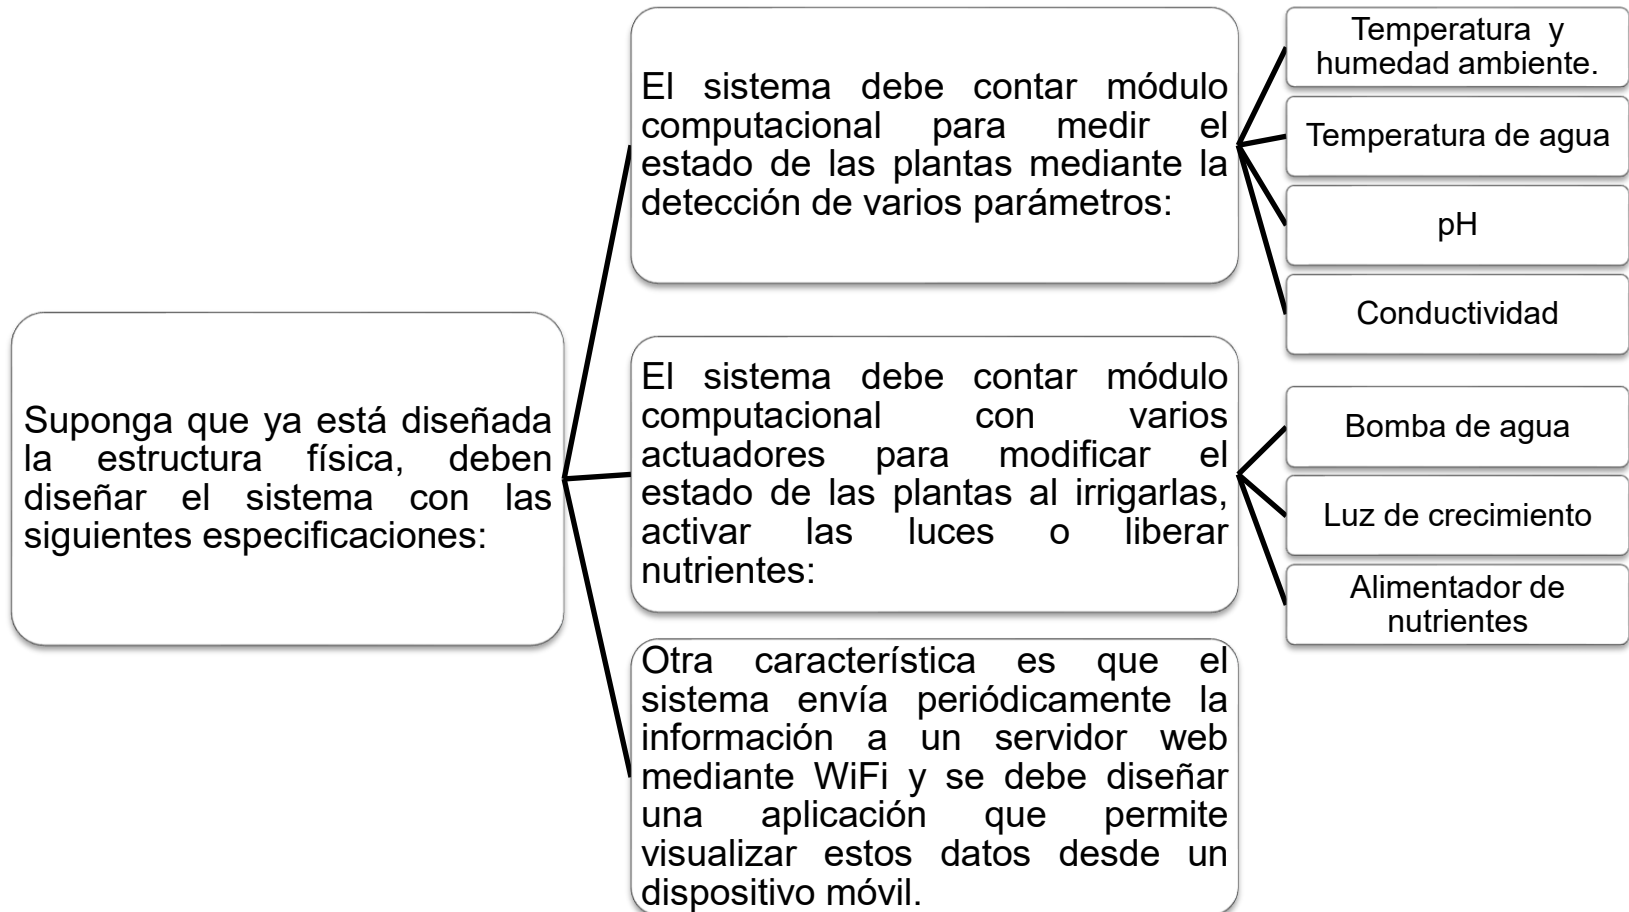 Suponga que ya está diseñada
la estructura física, deben
diseñar el sistema con las
siguientes especificaciones:
El sistema debe contar módulo
computacional para medir el
estado de las plantas mediante la
detección de varios parámetros:
Temperatura y
humedad ambiente.
Temperatura de agua
pH
Conductividad
El sistema debe contar módulo
computacional con varios
actuadores para modificar el
estado de las plantas al irrigarlas,
activar las luces o liberar
nutrientes:
Bomba de agua
Luz de crecimiento
Alimentador de
nutrientes
Otra característica es que el
sistema envía periódicamente la
información a un servidor web
mediante WiFi y se debe diseñar
una aplicación que permite
visualizar estos datos desde un
dispositivo móvil.